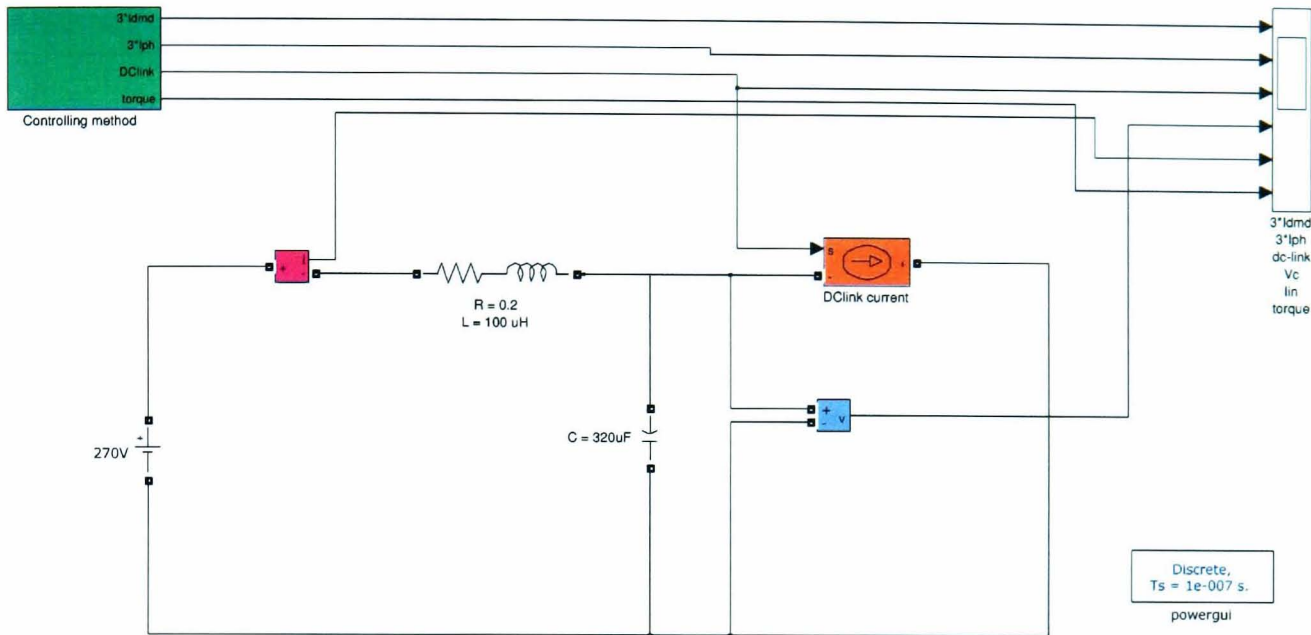 3*Idmd
3*Iph
DClink
torque
Controlling method
3*Idmd
3*Iph
dc-link
Vc
Iin
torque
+
i
-
R = 0.2
L = 100 uH
s
-
+
DClink current
+
-
v
C = 320uF
+
270V
Discrete,
Ts = 1e-007 s.
powergui